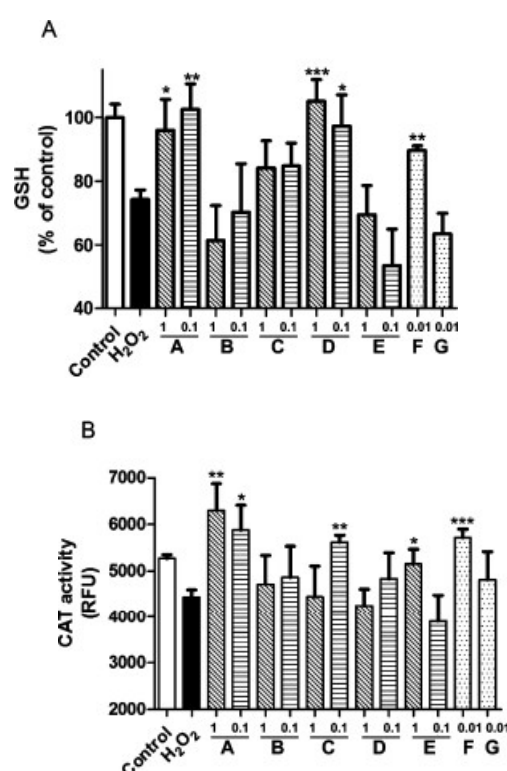 A
GSH
(% of control)
100
80
60
40
* ** *** * **
Control H₂O₂ 1 0.1 1 0.1 1 0.1 1 0.1 1 0.1 0.01 0.01
A B C D E F G
B
CAT activity
(RFU)
7000
6000
5000
4000
3000
2000
** * ** * ***
Control H₂O₂ 1 0.1 1 0.1 1 0.1 1 0.1 1 0.1 0.01 0.01
A B C D E F G